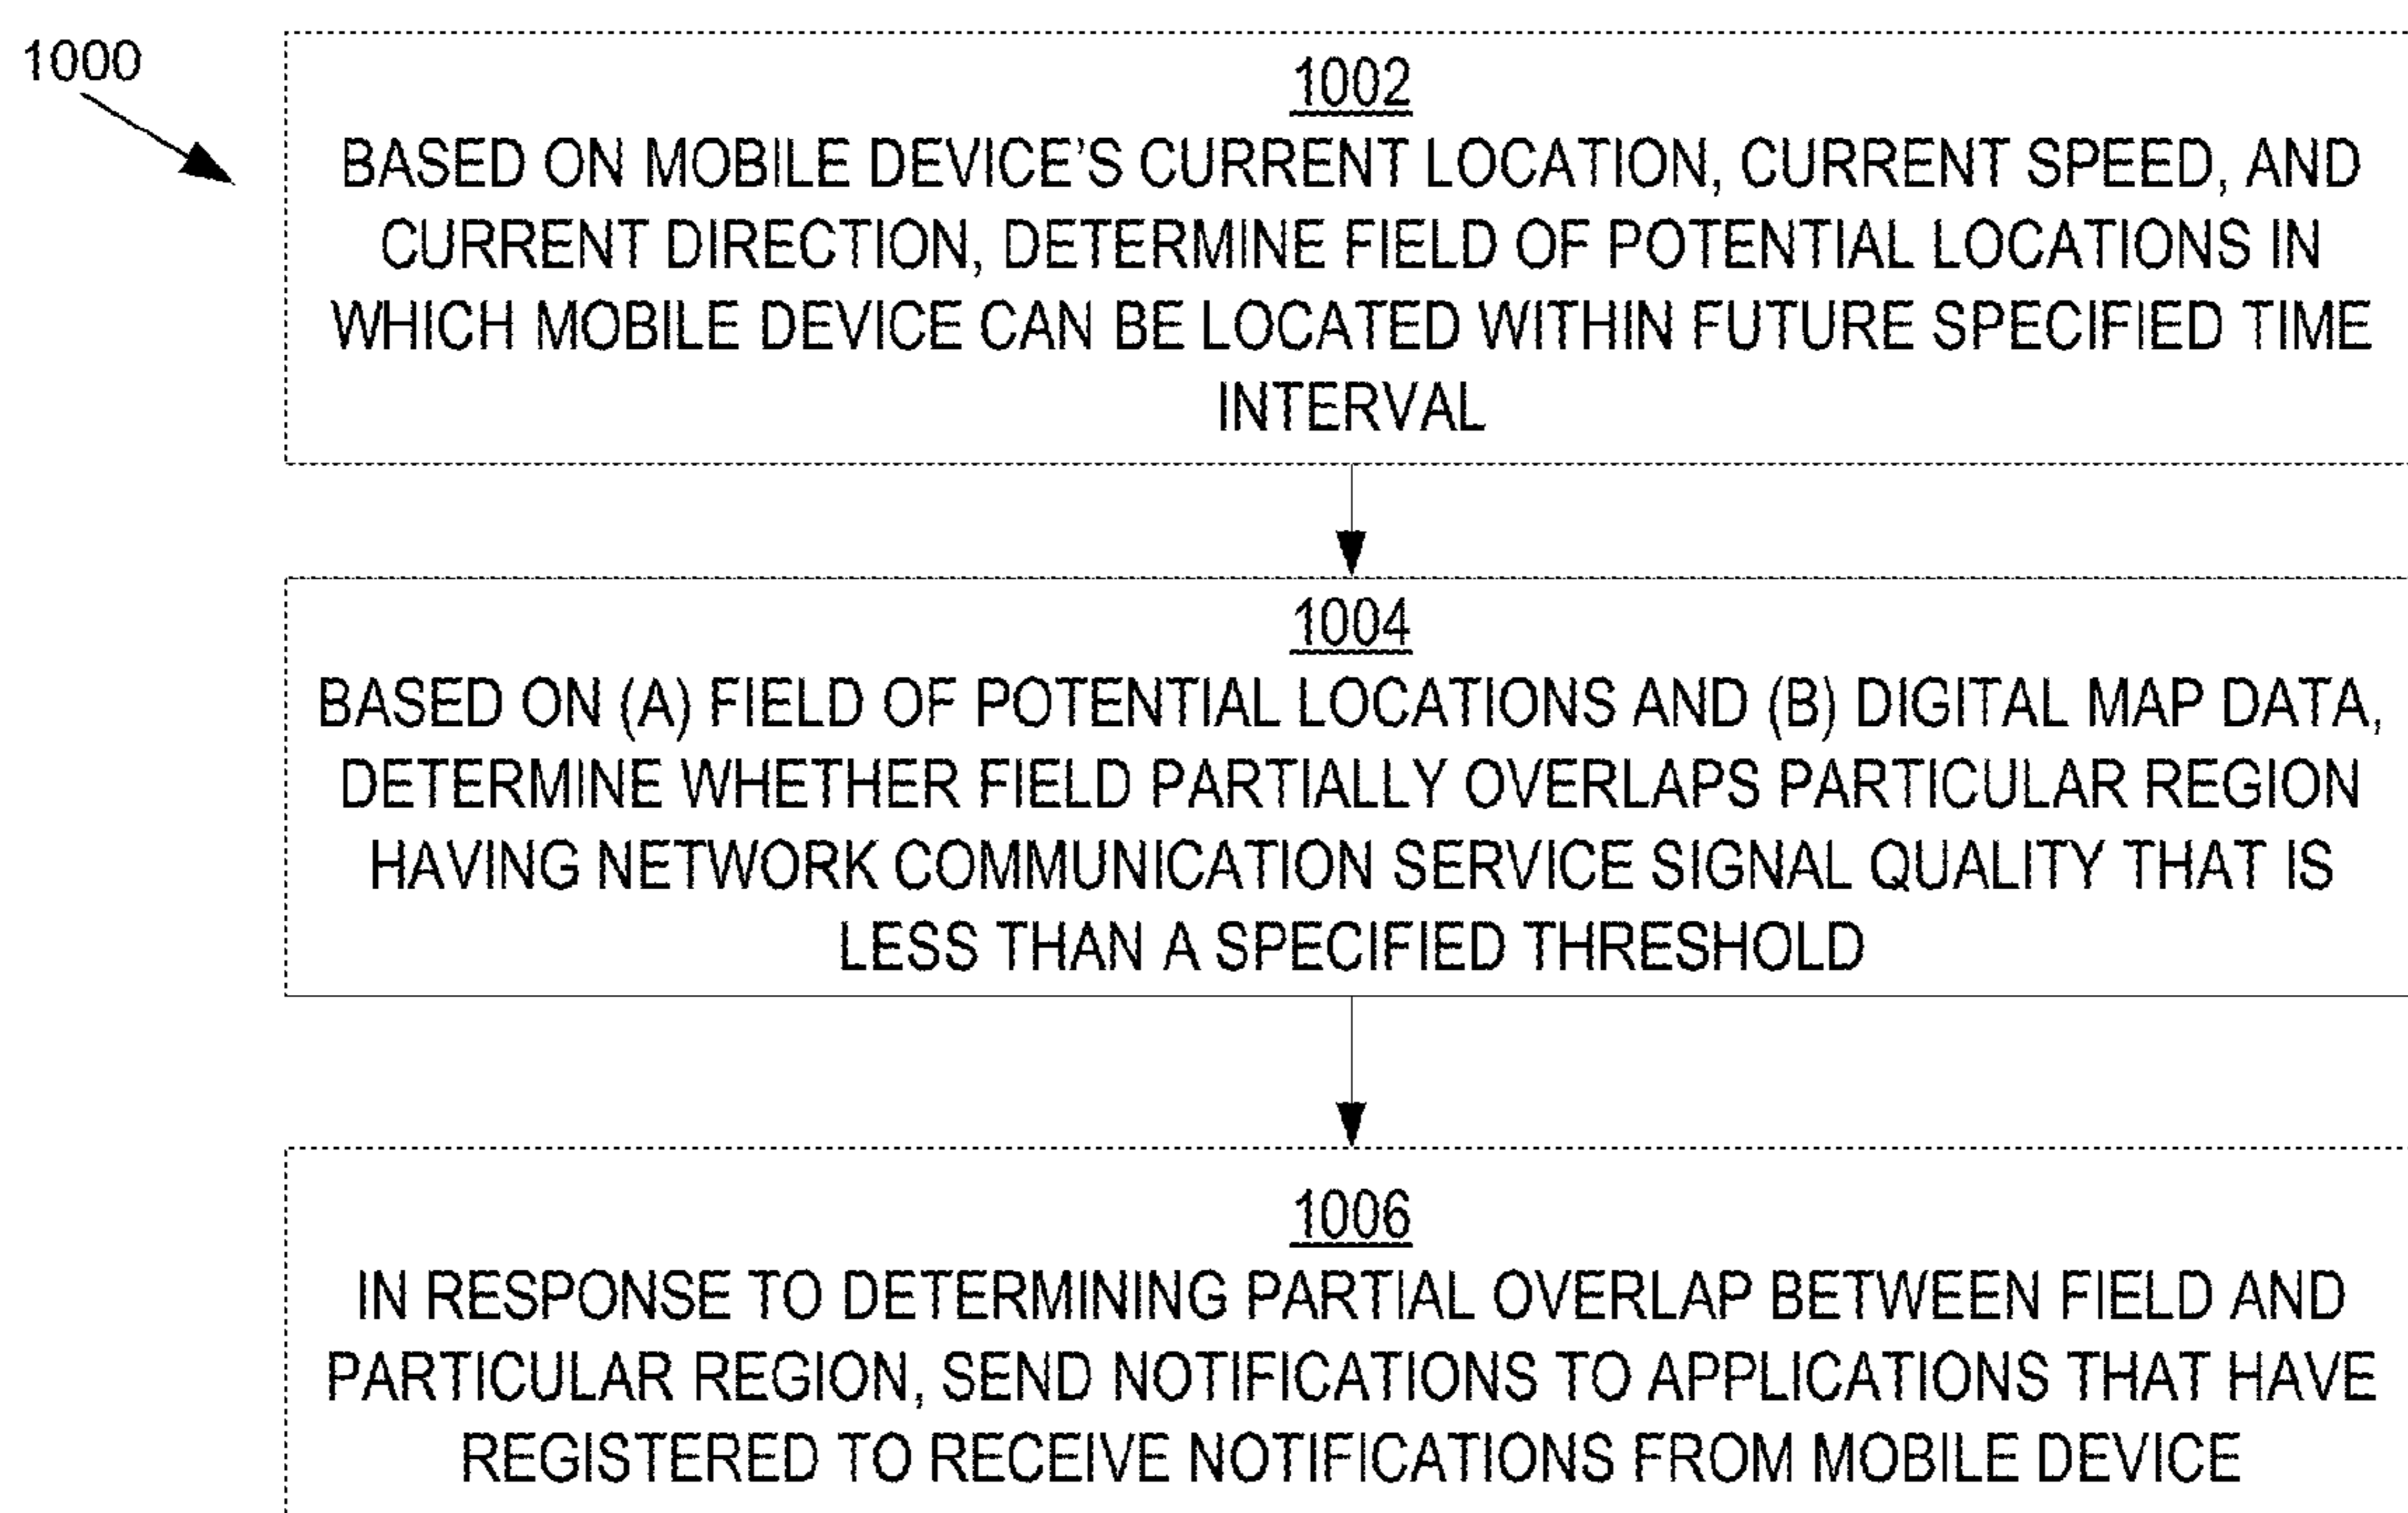 1000
1002
BASED ON MOBILE DEVICE'S CURRENT LOCATION, CURRENT SPEED, AND
CURRENT DIRECTION, DETERMINE FIELD OF POTENTIAL LOCATIONS IN
WHICH MOBILE DEVICE CAN BE LOCATED WITHIN FUTURE SPECIFIED TIME
INTERVAL
1004
BASED ON (A) FIELD OF POTENTIAL LOCATIONS AND (B) DIGITAL MAP DATA,
DETERMINE WHETHER FIELD PARTIALLY OVERLAPS PARTICULAR REGION
HAVING NETWORK COMMUNICATION SERVICE SIGNAL QUALITY THAT IS
LESS THAN A SPECIFIED THRESHOLD
1006
IN RESPONSE TO DETERMINING PARTIAL OVERLAP BETWEEN FIELD AND
PARTICULAR REGION, SEND NOTIFICATIONS TO APPLICATIONS THAT HAVE
REGISTERED TO RECEIVE NOTIFICATIONS FROM MOBILE DEVICE